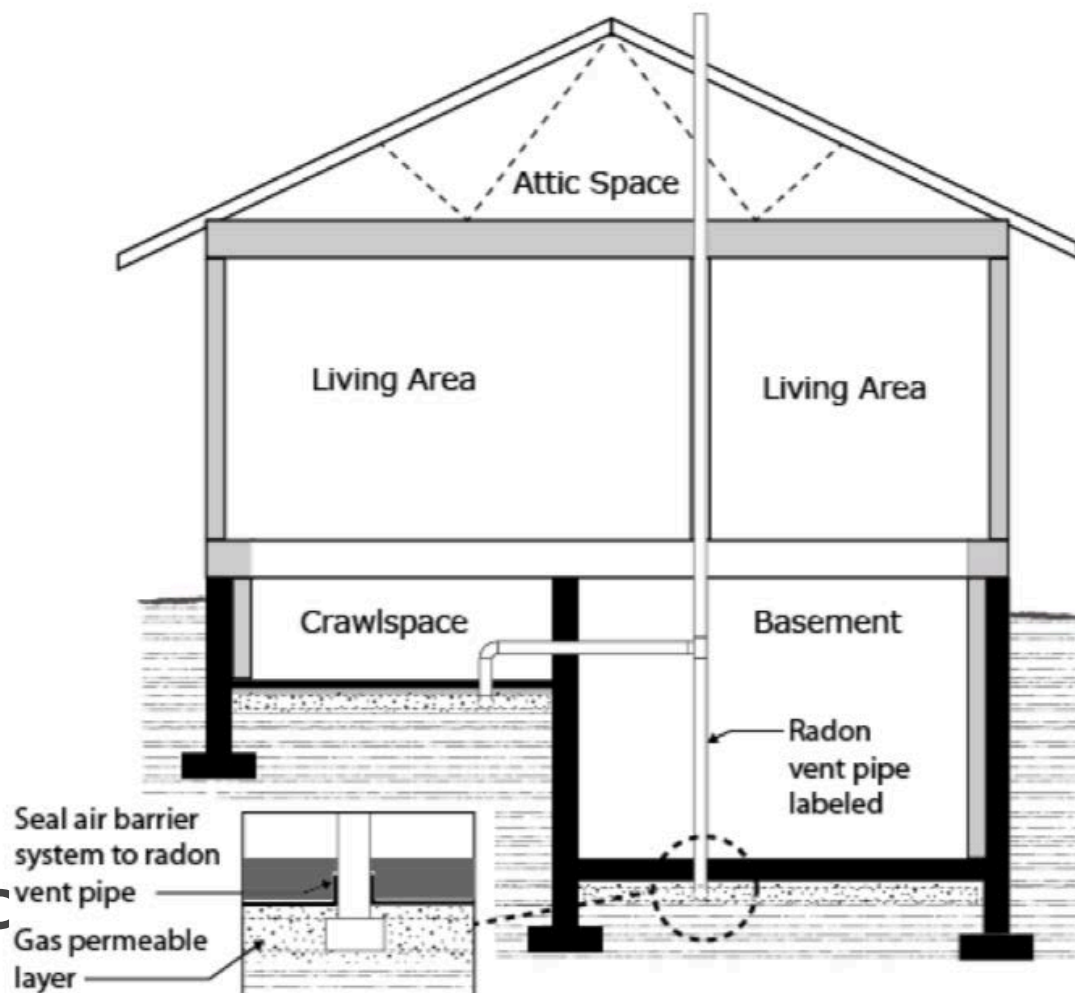 Attic Space
Living Area
Living Area
Crawlspace
Basement
Radon
vent pipe
labeled
Seal air barrier
system to radon
vent pipe
Gas permeable
layer